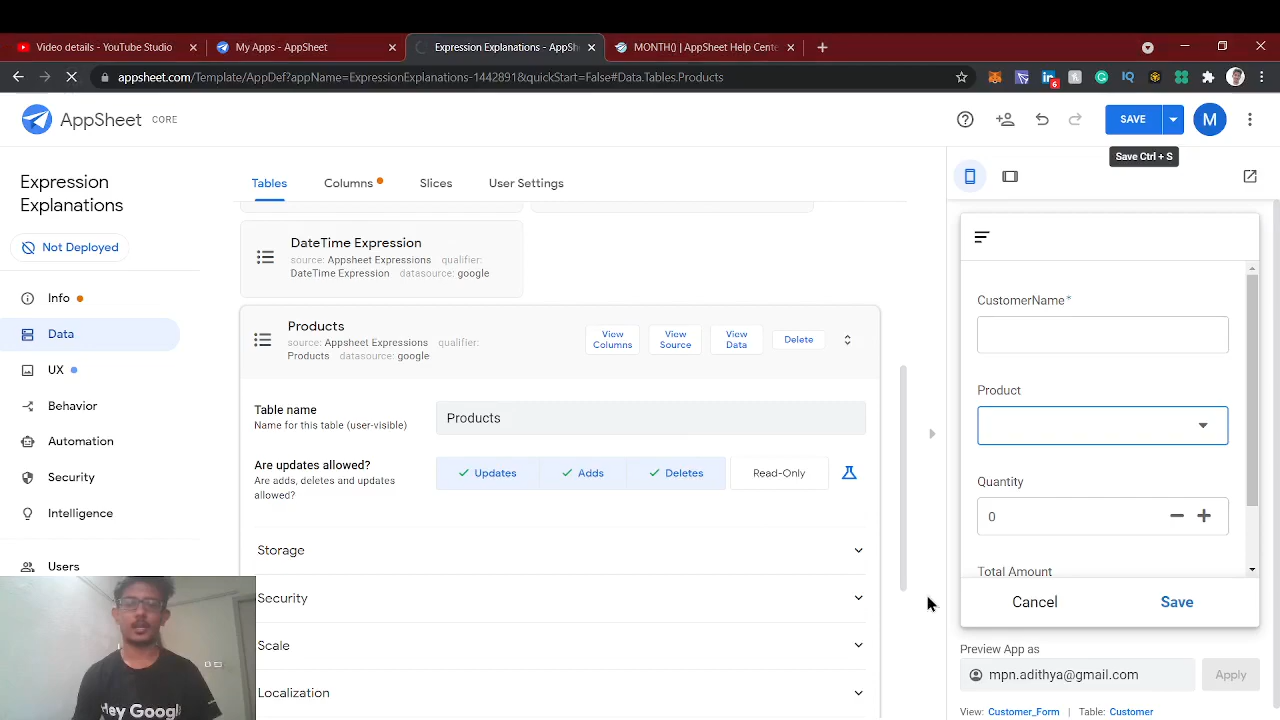 Video details - YouTube Studio
My Apps - AppSheet
Expression Explanations - AppSh
MONTH() | AppSheet Help Cente
appsheet.com/Template/AppDef?appName=ExpressionExplanations-1442891&quickStart=False#Data.Tables.Products
6
AppSheet CORE
SAVE
M
Save Ctrl + S
Expression
Explanations
Not Deployed
Info
Data
UX
Behavior
Automation
Security
Intelligence
Users
Tables
Columns
Slices
User Settings
DateTime Expression
source: Appsheet Expressions qualifier:
DateTime Expression datasource: google
Products
source: Appsheet Expressions qualifier:
Products datasource: google
View
Columns
View
Source
View
Data
Delete
Table name
Name for this table (user-visible)
Products
Are updates allowed?
Are adds, deletes and updates
allowed?
Updates
Adds
Deletes
Read-Only
Storage
Security
Scale
Localization
CustomerName*
Product
Quantity
0
Total Amount
Cancel
Save
Preview App as
mpn.adithya@gmail.com
Apply
View: Customer_Form | Table: Customer
Hey Googl